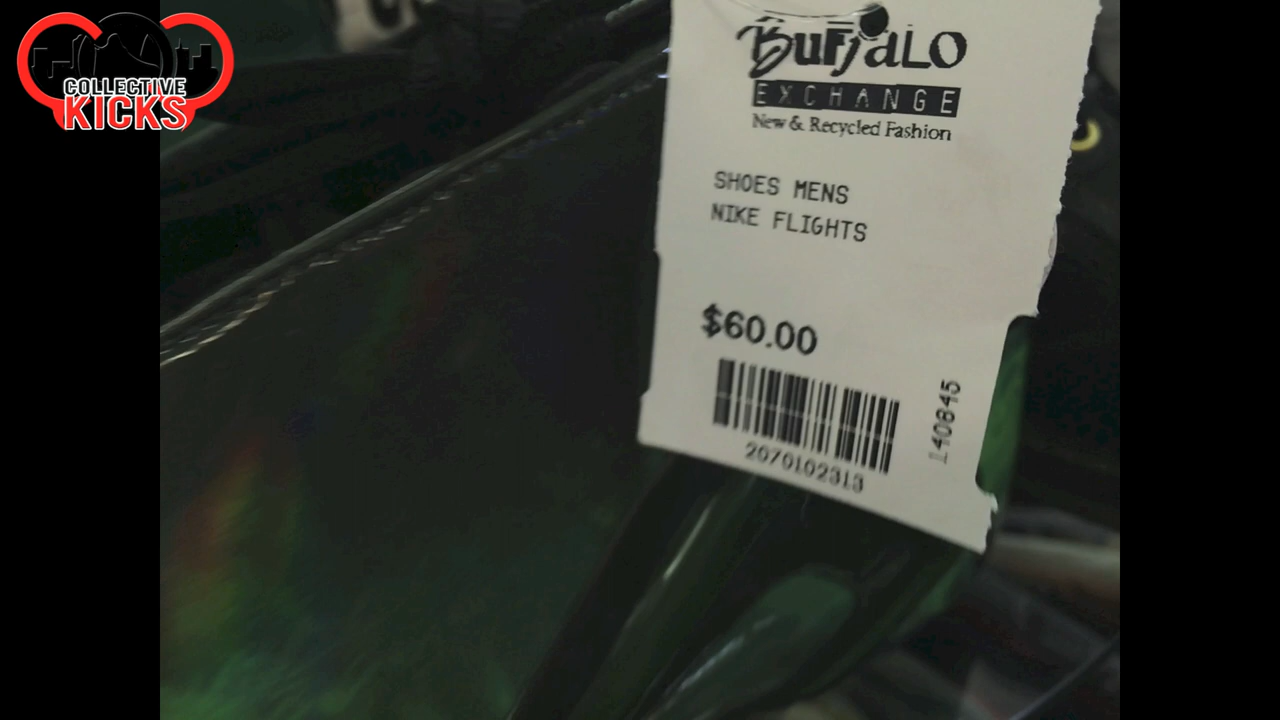 COLLECTIVE
KICKS
Buffalo
EXCHANGE
New & Recycled Fashion
SHOES MENS
NIKE FLIGHTS
$60.00
140845
2070102313